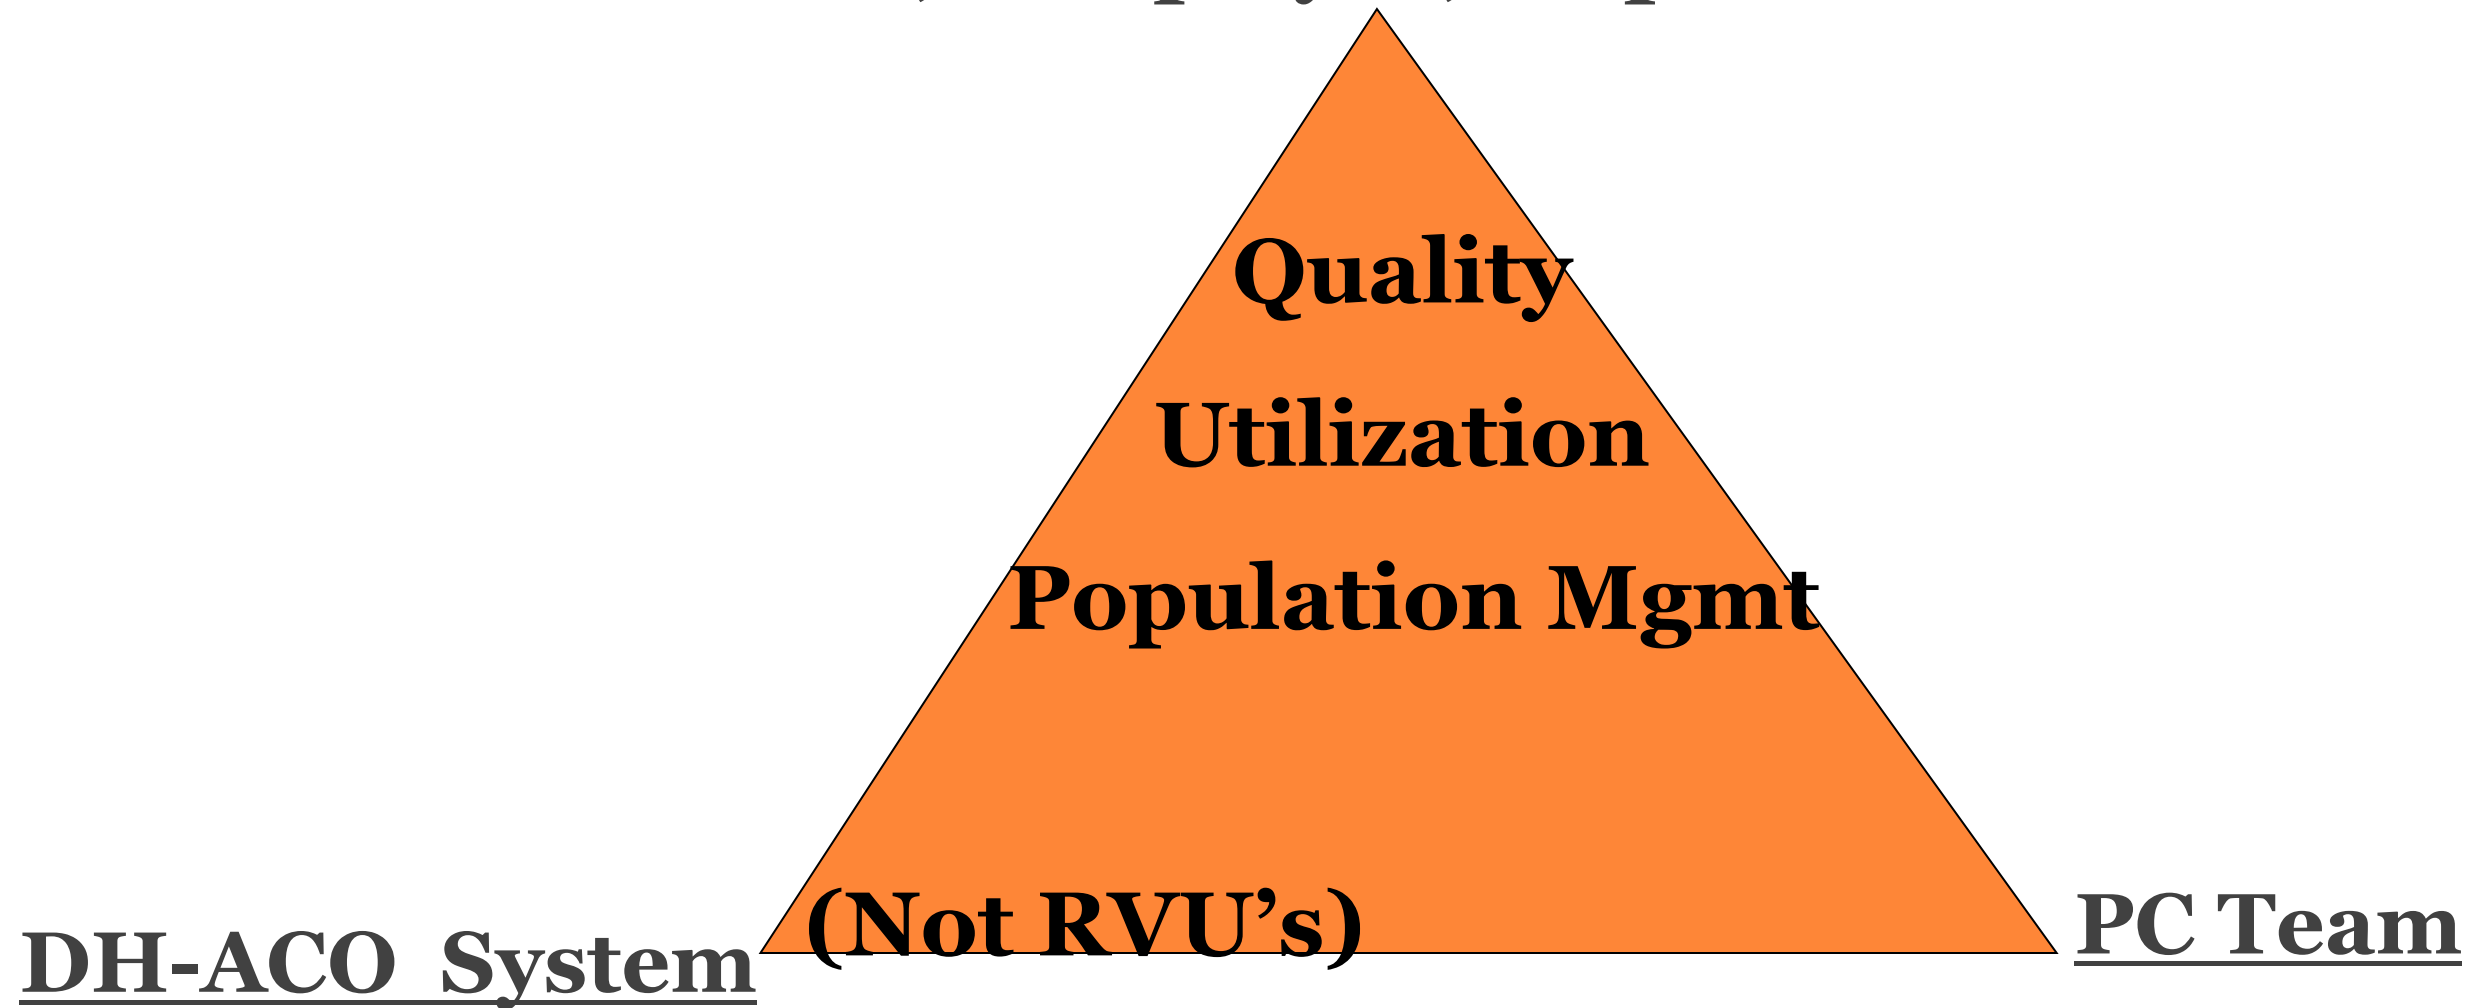 Quality
Utilization
Population Mgmt
(Not RVU’s)
DH-ACO System
PC Team